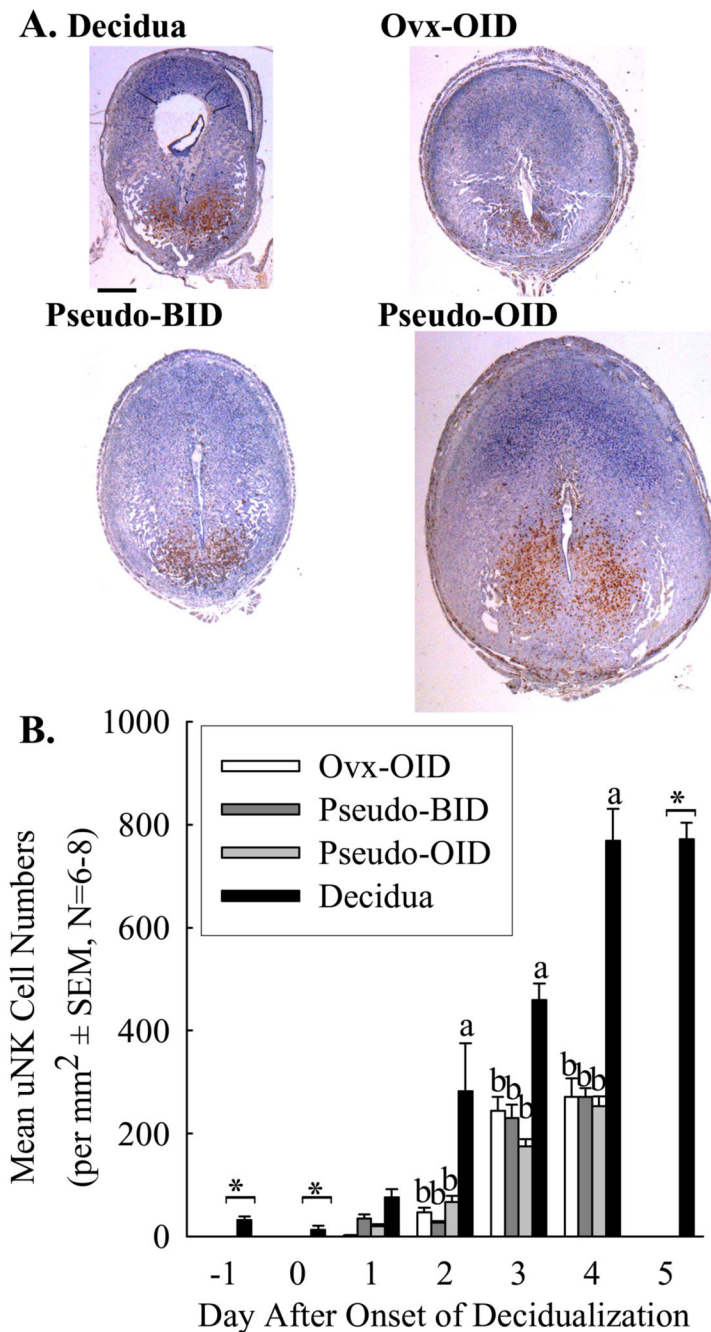 A. Decidua
Ovx-OID
Pseudo-BID
Pseudo-OID
B.
Mean uNK Cell Numbers
(per mm² ± SEM, N=6-8)
1000
800
600
400
200
0
Ovx-OID
Pseudo-BID
Pseudo-OID
Decidua
*
*
b b b a
b b b a
b b b a
*
-1 0 1 2 3 4 5
Day After Onset of Decidualization